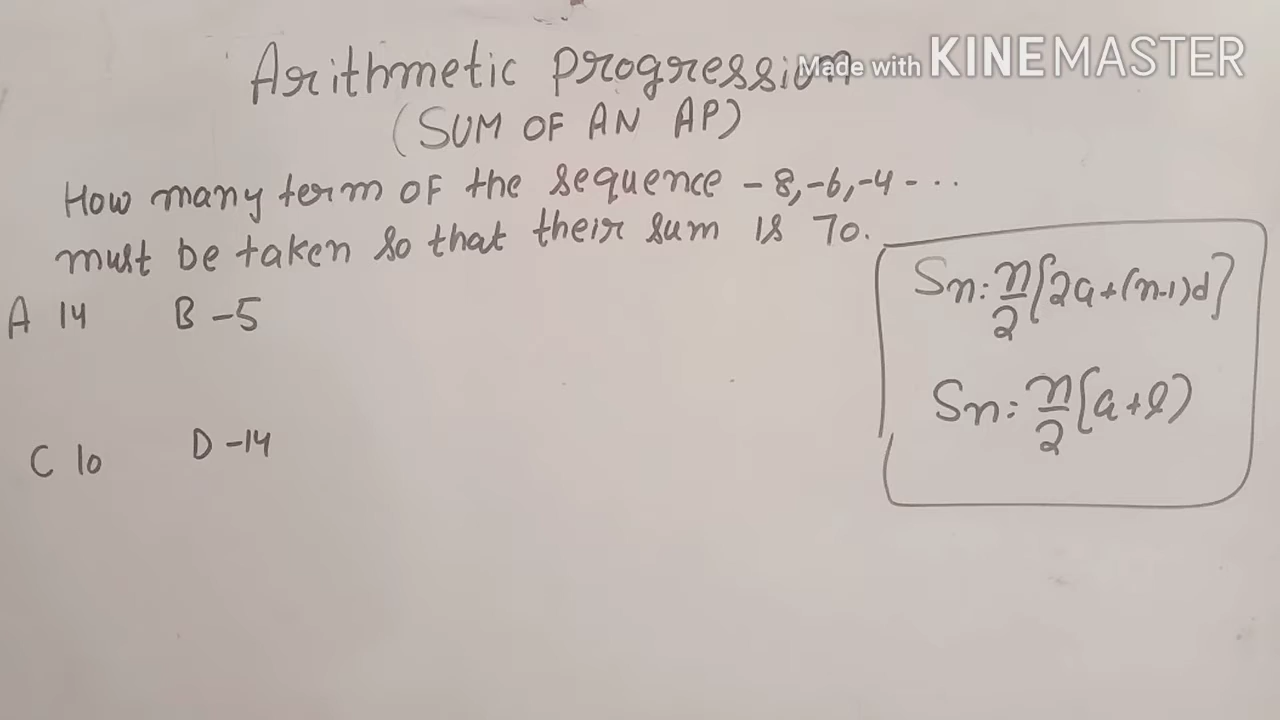 Arithmetic progression
Made with KINEMASTER
(SUM OF AN AP)
How many term OF the sequence -8,-6,-4 - ...
must be taken so that their sum is 70.
Sn: n/2[2a+(n-1)d]
A 14 B -5
Sn: n/2[a+l)
C 10 D -14